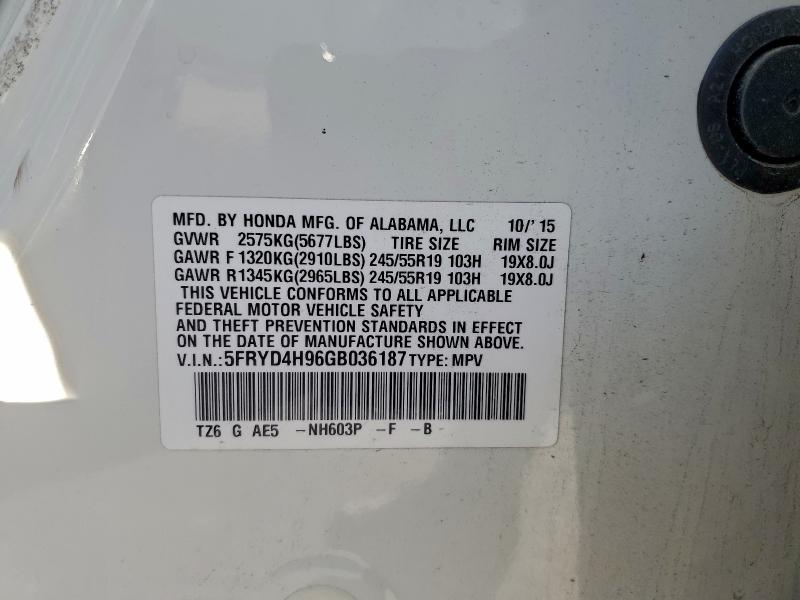 MFD. BY HONDA MFG. OF ALABAMA, LLC 10/'15
GVWR 2575KG(5677LBS) TIRE SIZE RIM SIZE
GAWR F 1320KG(2910LBS) 245/55R19 103H 19X8.0J
GAWR R 1345KG(2965LBS) 245/55R19 103H 19X8.0J
THIS VEHICLE CONFORMS TO ALL APPLICABLE
FEDERAL MOTOR VEHICLE SAFETY
AND THEFT PREVENTION STANDARDS IN EFFECT
ON THE DATE OF MANUFACTURE SHOWN ABOVE.
V.I.N.: 5FRYD4H96GB036187 TYPE: MPV
TZ6 G AE5 -NH603P -F -B